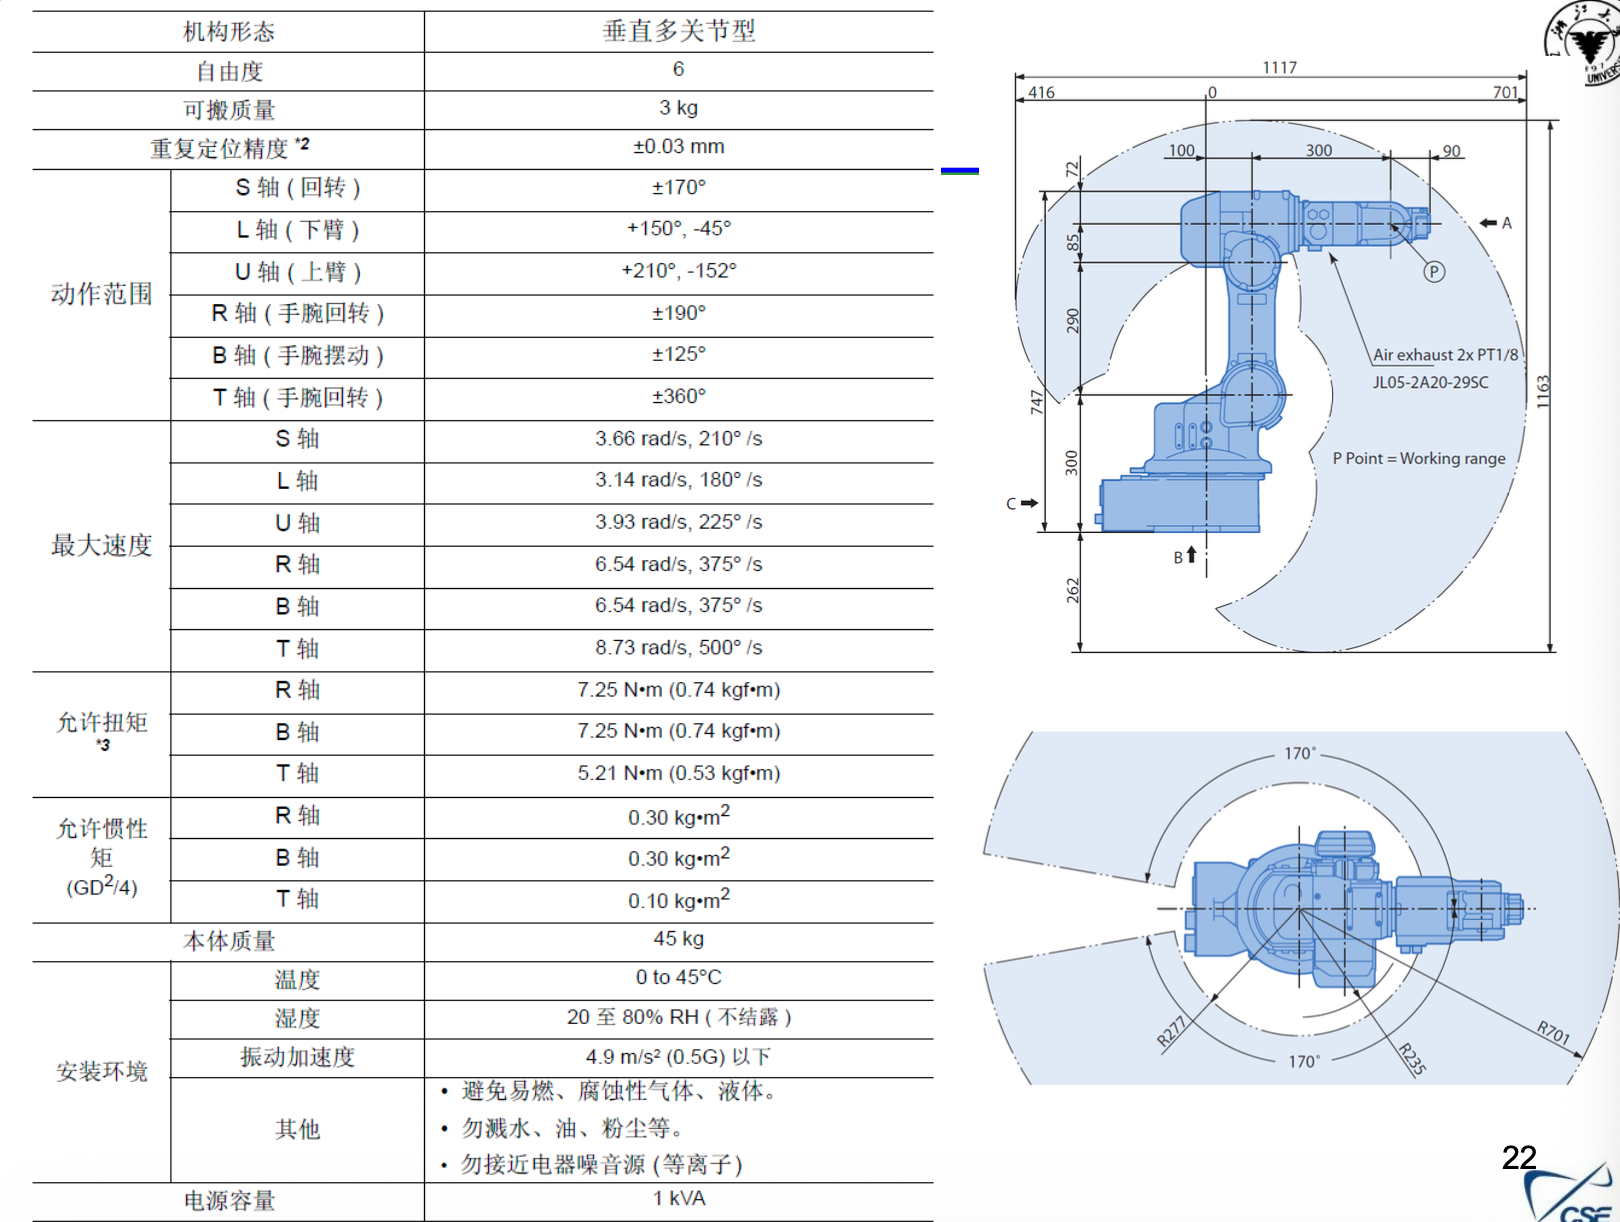 机构形态 垂直多关节型
自由度 6
可搬质量 3 kg
重复定位精度 *2 ±0.03 mm
动作范围
S 轴 ( 回转 ) ±170°
L 轴 ( 下臂 ) +150°, -45°
U 轴 ( 上臂 ) +210°, -152°
R 轴 ( 手腕回转 ) ±190°
B 轴 ( 手腕摆动 ) ±125°
T 轴 ( 手腕回转 ) ±360°
最大速度
S 轴 3.66 rad/s, 210° /s
L 轴 3.14 rad/s, 180° /s
U 轴 3.93 rad/s, 225° /s
R 轴 6.54 rad/s, 375° /s
B 轴 6.54 rad/s, 375° /s
T 轴 8.73 rad/s, 500° /s
允许扭矩
*3
R 轴 7.25 N•m (0.74 kgf•m)
B 轴 7.25 N•m (0.74 kgf•m)
T 轴 5.21 N•m (0.53 kgf•m)
允许惯性
矩
(GD²/4)
R 轴 0.30 kg•m²
B 轴 0.30 kg•m²
T 轴 0.10 kg•m²
本体质量 45 kg
安装环境
温度 0 to 45°C
湿度 20 至 80% RH ( 不结露 )
振动加速度 4.9 m/s² (0.5G) 以下
其他
• 避免易燃、腐蚀性气体、液体。
• 勿溅水、油、粉尘等。
• 勿接近电器噪音源 (等离子)
电源容量 1 kVA
1117
416 0 701
100 300 90
72
A
85
P
290
Air exhaust 2x PT1/8
JL05-2A20-29SC
747
1163
300
P Point = Working range
C
B
262
170°
R277
R235
R701
170°
22
CSE